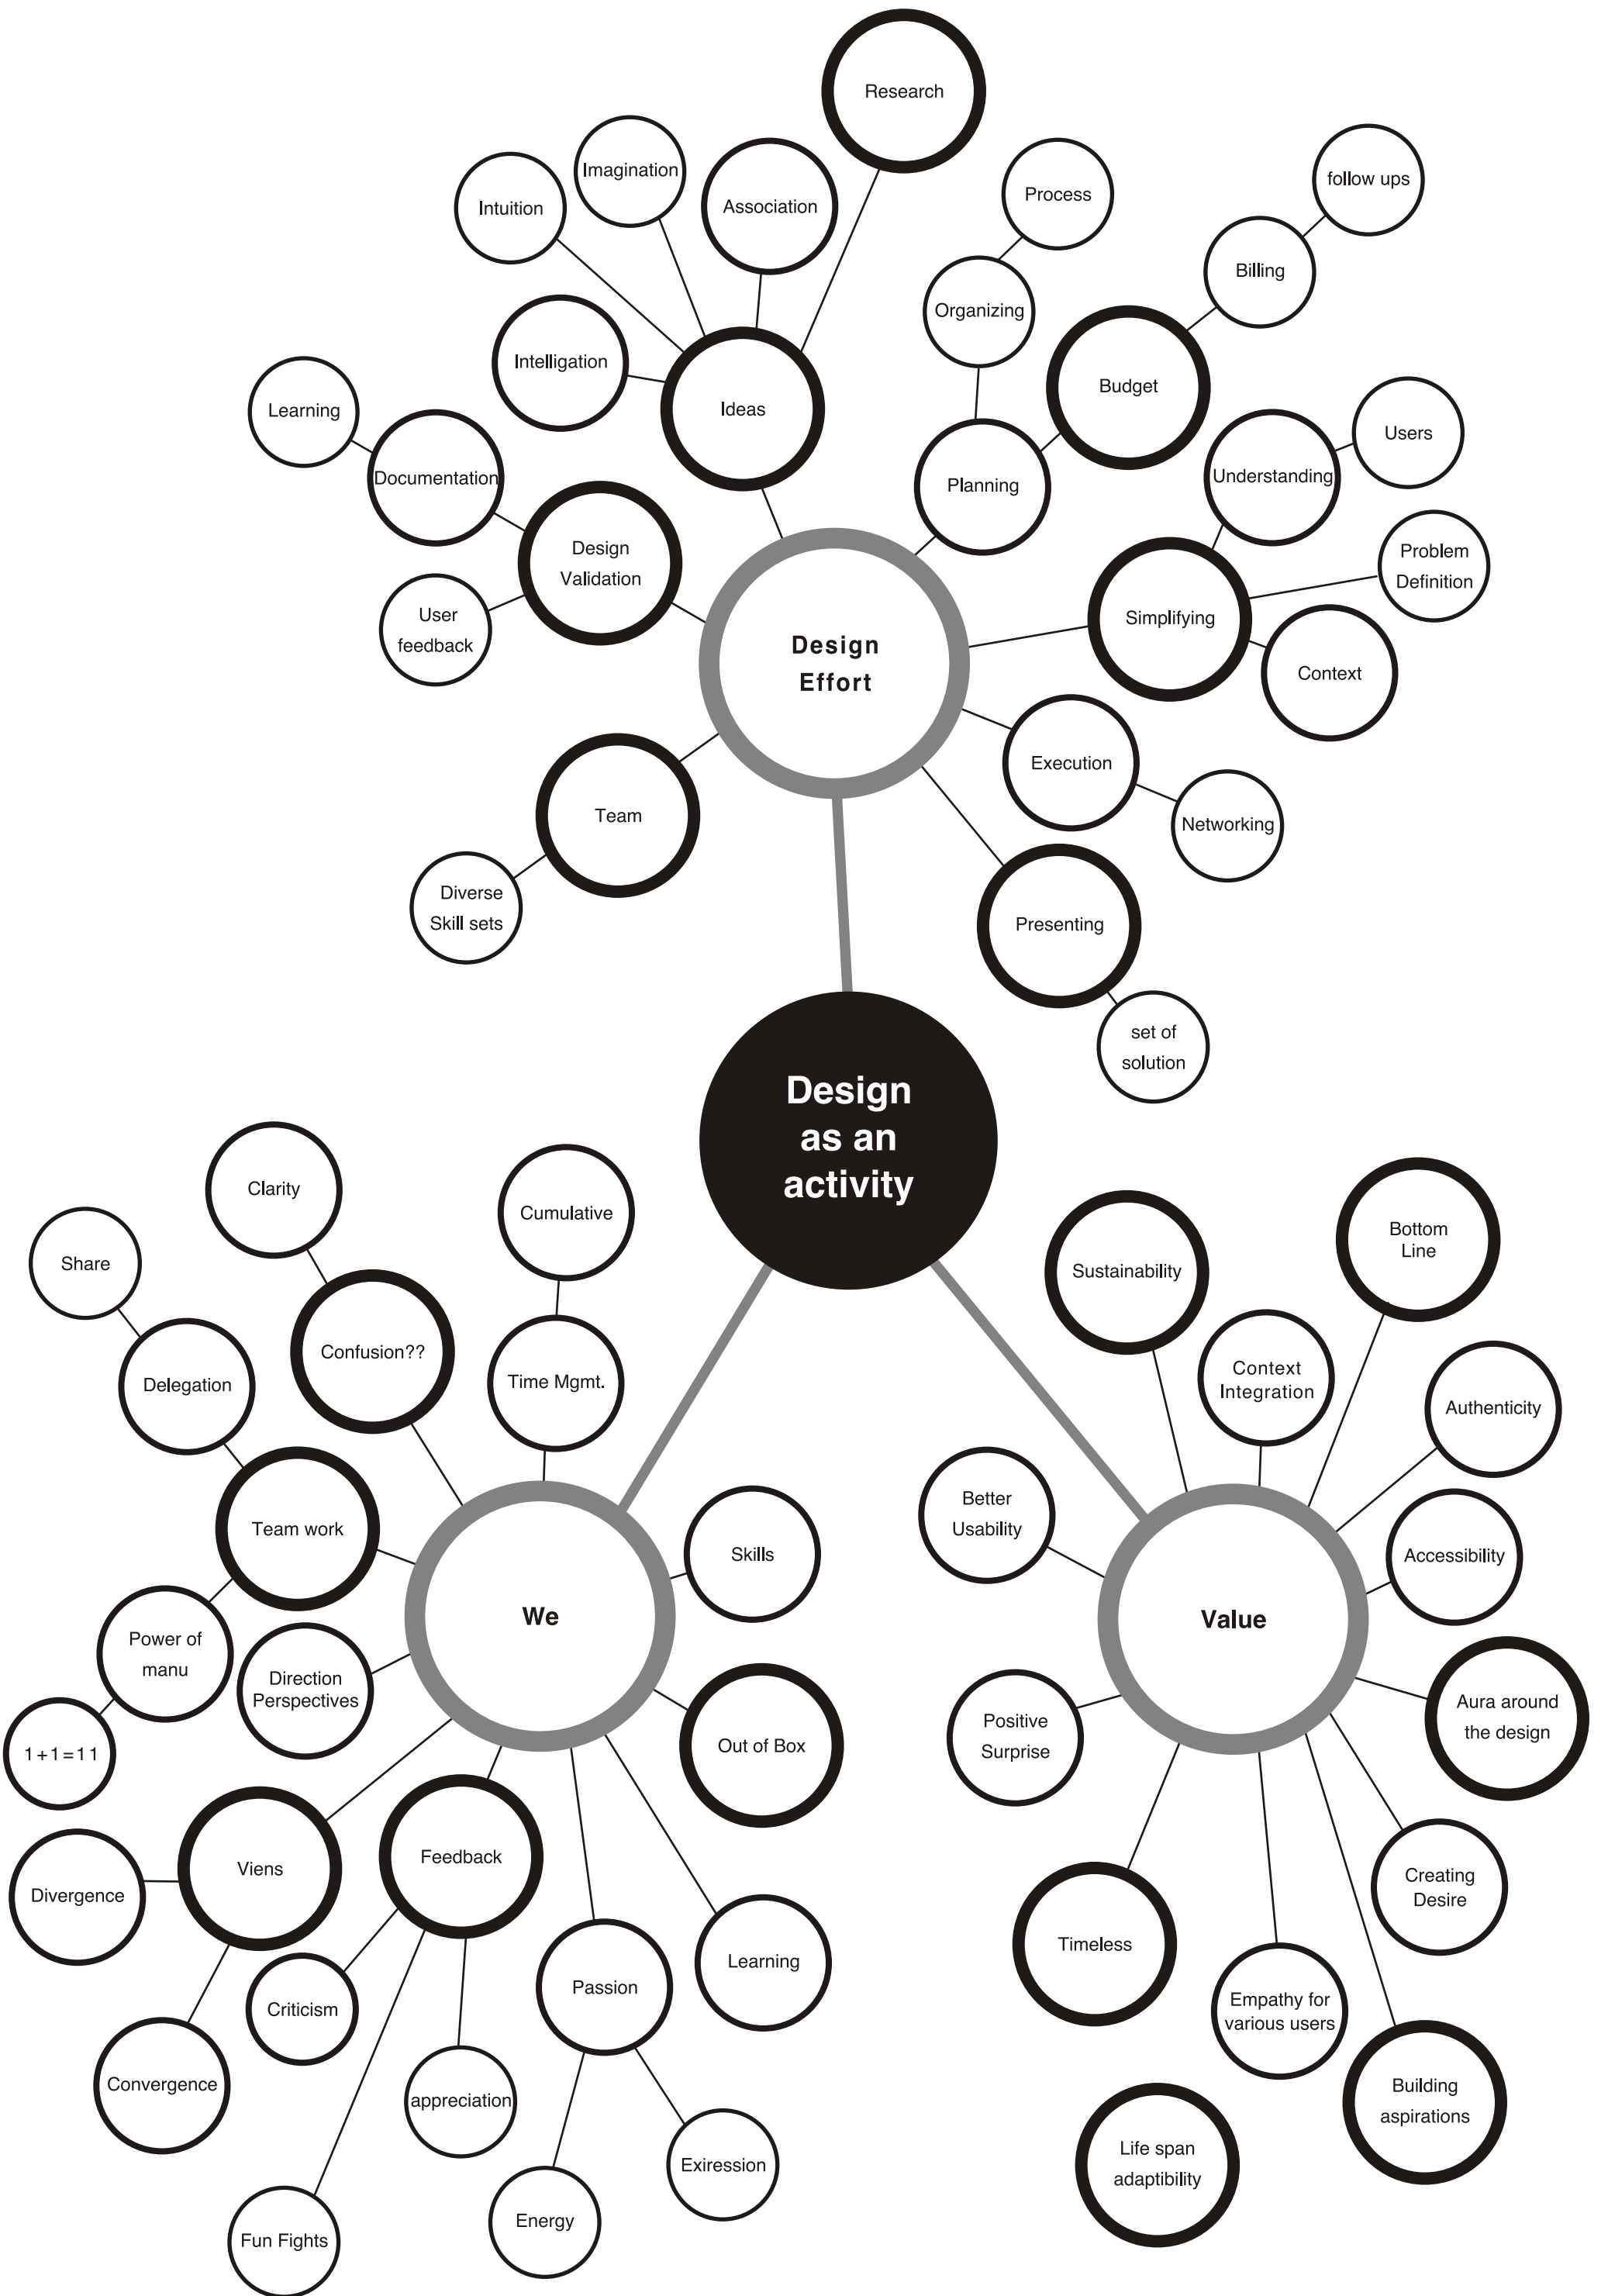 Research
Imagination
Intuition
Association
Process
follow ups
Billing
Organizing
Intelligation
Ideas
Budget
Learning
Documentation
Planning
Understanding
Users
Design
Validation
Problem
Definition
User
feedback
Simplifying
Context
Design
Effort
Execution
Networking
Team
Diverse
Skill sets
Presenting
set of
solution
Design
as an
activity
Clarity
Cumulative
Share
Confusion??
Delegation
Time Mgmt.
Team work
Skills
Power of
manu
Direction
Perspectives
We
1+1=11
Out of Box
Viens
Feedback
Divergence
Criticism
Passion
Learning
Convergence
appreciation
Exiression
Energy
Fun Fights
Sustainability
Bottom
Line
Context
Integration
Authenticity
Better
Usability
Accessibility
Value
Positive
Surprise
Aura around
the design
Creating
Desire
Timeless
Empathy for
various users
Building
aspirations
Life span
adaptibility